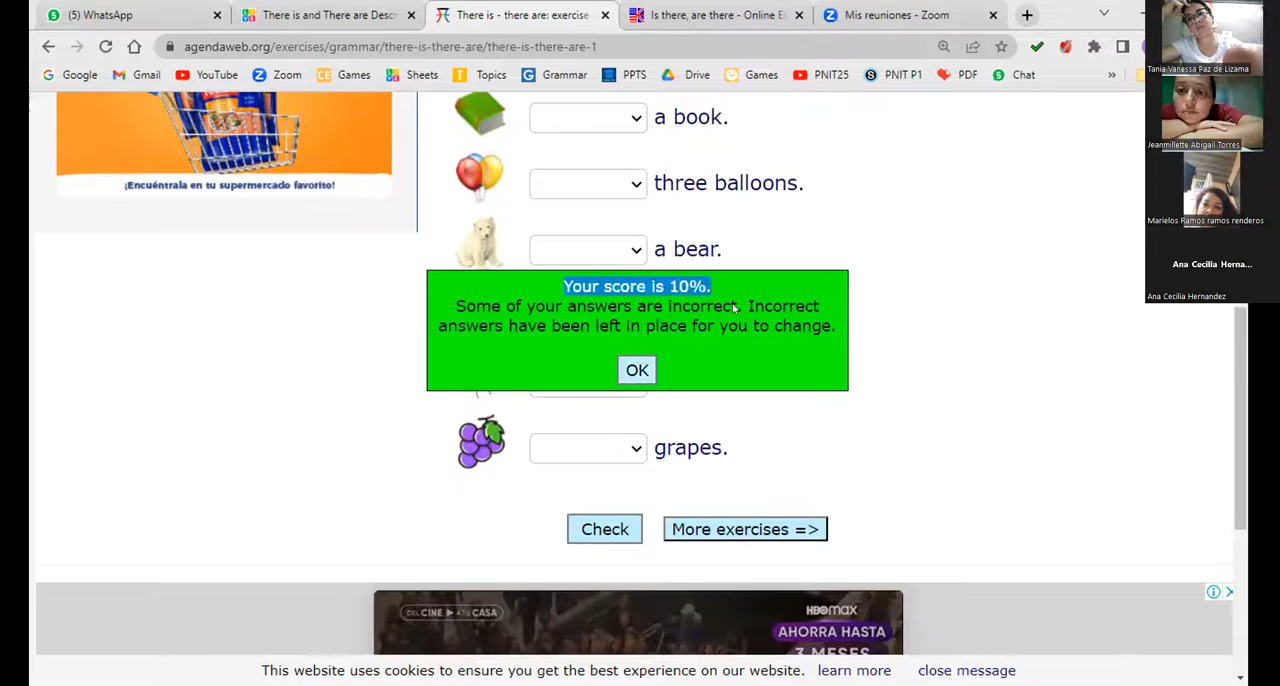 (5) WhatsApp
There is and There are Descr
There is - there are: exercise
Is there, are there - Online E
Mis reuniones - Zoom
agendaweb.org/exercises/grammar/there-is-there-are/there-is-there-are-1
Google Gmail YouTube Zoom Games Sheets Topics Grammar PPTS Drive Games PNIT25 PNIT P1 PDF Chat »
Tania Vanessa Paz de Lizama
Jeanmillette Abigail Torres
Marielos Ramos ramos renderos
Ana Cecilia Herna...
Ana Cecilia Hernandez
¡Encuéntrala en tu supermercado favorito!
a book.
three balloons.
a bear.
Your score is 10%.
Some of your answers are incorrect. Incorrect
answers have been left in place for you to change.
OK
grapes.
Check
More exercises =>
DEL CINE ▶ A TU CASA
HBOmax
AHORRA HASTA
3 MESES
This website uses cookies to ensure you get the best experience on our website. learn more close message